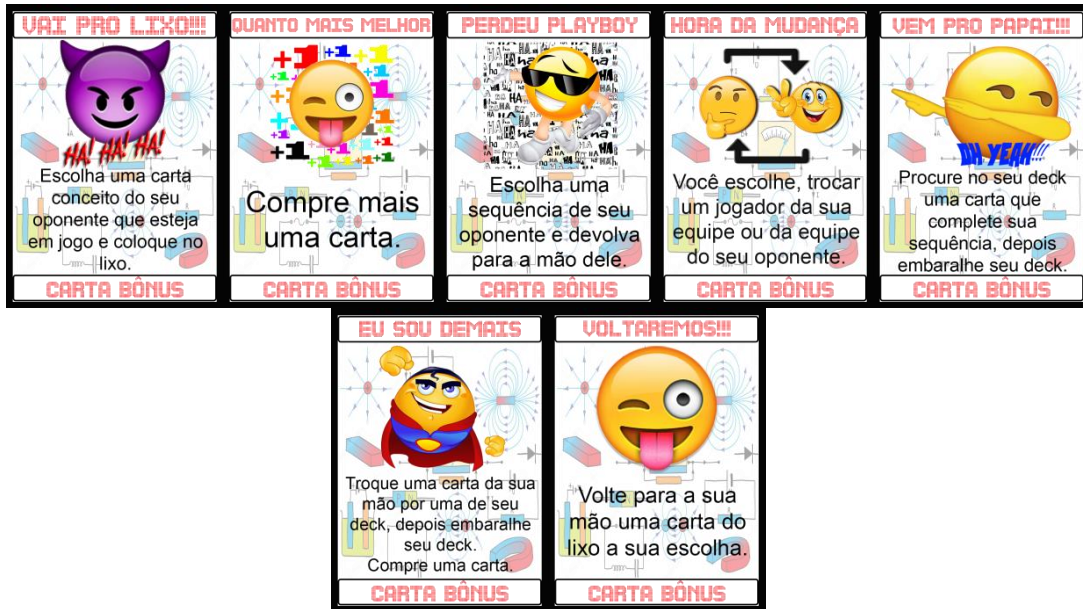 VAI PRO LIXO!!!
HA! HA! HA!
Escolha uma carta
conceito do seu
oponente que esteja
em jogo e coloque no
lixo.
CARTA BÔNUS
QUANTO MAIS MELHOR
Compre mais
uma carta.
CARTA BÔNUS
PERDEU PLAYBOY
Escolha uma
sequência de seu
oponente e devolva
para a mão dele.
CARTA BÔNUS
HORA DA MUDANÇA
Você escolhe, trocar
um jogador da sua
equipe ou da equipe
do seu oponente.
CARTA BÔNUS
VEM PRO PAPAI!!!
OH YEAH!!!
Procure no seu deck
uma carta que
complete sua
sequência, depois
embaralhe seu deck.
CARTA BÔNUS
EU SOU DEMAIS
Troque uma carta da sua
mão por uma de seu
deck, depois embaralhe
seu deck.
Compre uma carta.
CARTA BÔNUS
VOLTAREMOS!!!
Volte para a sua
mão uma carta do
lixo a sua escolha.
CARTA BÔNUS